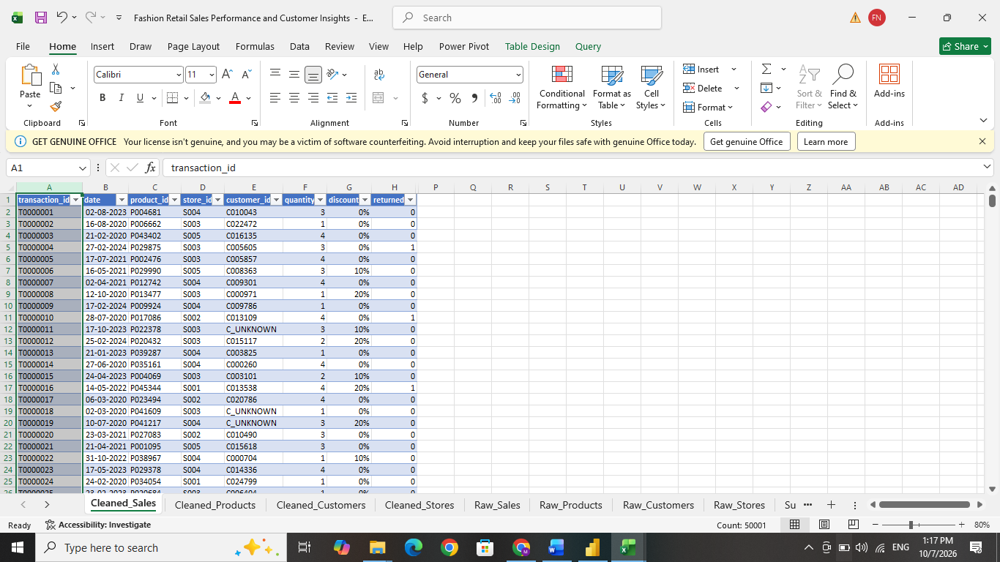 Fashion Retail Sales Performance and Customer Insights - E...
Search
FN
File Home Insert Draw Page Layout Formulas Data Review View Help Power Pivot Table Design Query
Share
Paste
Calibri 11 A A
General
B I U A
$ % 9 .00
Conditional Formatting
Format as Table
Cell Styles
Insert
Delete
Format
Sort & Filter
Find & Select
Add-ins
Clipboard Font Alignment Number Styles Cells Editing Add-ins
GET GENUINE OFFICE Your license isn't genuine, and you may be a victim of software counterfeiting. Avoid interruption and keep your files safe with genuine Office today. Get genuine Office Learn more
A1 fx transaction_id
A B C D E F G H P Q R S T U V W X Y Z AA AB AC AD
1 transaction_id date product_id store_id customer_id quantity discount returned
2 T0000001 02-08-2023 P004681 S004 C010043 3 0% 0
3 T0000002 16-08-2020 P006662 S003 C022472 1 0% 0
4 T0000003 21-02-2020 P043402 S005 C016135 4 0% 0
5 T0000004 27-02-2024 P029875 S003 C005605 3 0% 1
6 T0000005 17-07-2021 P002476 S003 C005857 4 0% 0
7 T0000006 16-05-2021 P029990 S005 C008363 3 10% 0
8 T0000007 02-04-2021 P012742 S004 C009301 4 0% 0
9 T0000008 12-10-2020 P013477 S003 C000971 1 20% 0
10 T0000009 17-02-2024 P009924 S004 C009786 1 0% 0
11 T0000010 28-07-2020 P017086 S002 C013109 4 0% 1
12 T0000011 17-10-2023 P022378 S003 C_UNKNOWN 3 10% 0
13 T0000012 25-02-2024 P020432 S003 C015117 2 20% 0
14 T0000013 21-01-2023 P039287 S004 C003825 1 0% 0
15 T0000014 27-06-2020 P035161 S004 C000260 4 0% 0
16 T0000015 24-04-2023 P004069 S003 C003101 2 10% 0
17 T0000016 14-05-2022 P045344 S001 C013538 4 20% 1
18 T0000017 06-03-2020 P023494 S002 C020786 4 0% 0
19 T0000018 02-03-2020 P041609 S003 C_UNKNOWN 1 0% 0
20 T0000019 10-07-2020 P041217 S004 C_UNKNOWN 3 20% 0
21 T0000020 23-03-2021 P027083 S002 C010490 3 0% 0
22 T0000021 21-04-2021 P001095 S005 C015618 3 0% 0
23 T0000022 31-10-2022 P038967 S004 C000704 1 10% 0
24 T0000023 17-05-2023 P029378 S004 C014336 4 0% 0
25 T0000024 24-02-2020 P034054 S001 C024799 1 0% 0
Cleaned_Sales Cleaned_Products Cleaned_Customers Cleaned_Stores Raw_Sales Raw_Products Raw_Customers Raw_Stores Su
Ready Accessibility: Investigate Count: 50001 80%
Type here to search
ENG
1:17 PM
10/7/2026